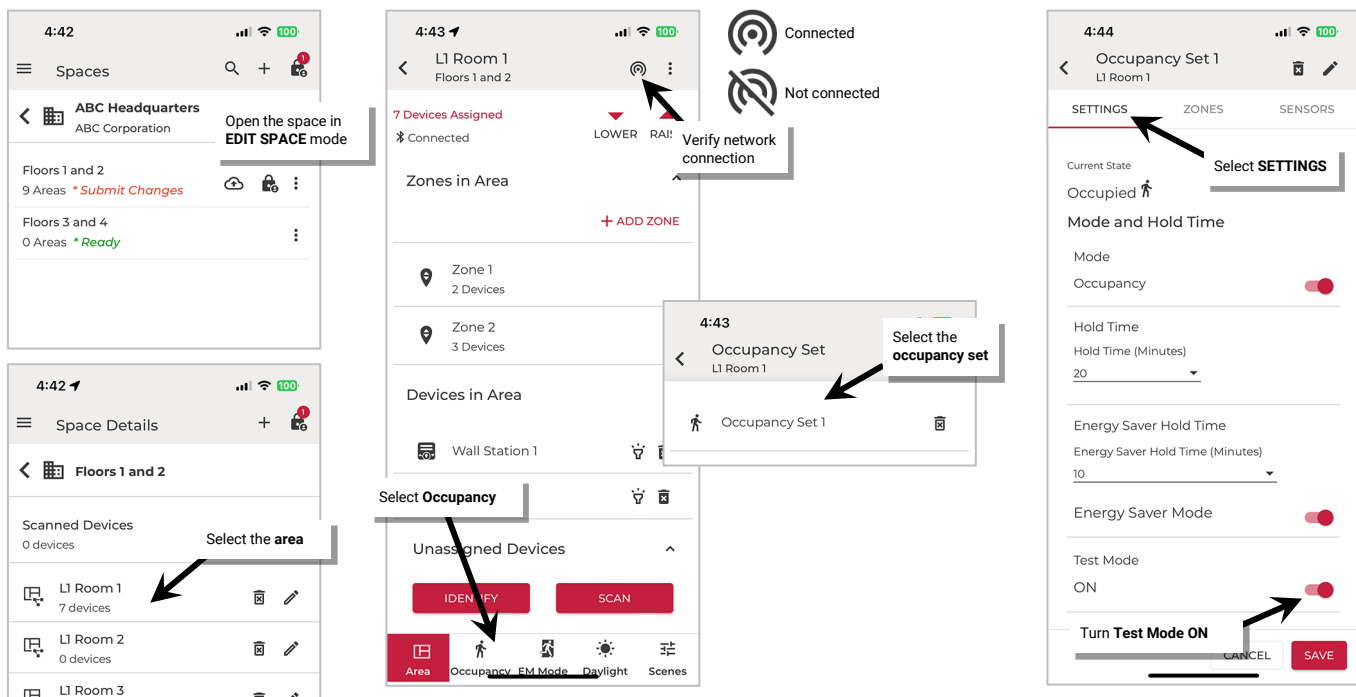 4:42
100
Spaces
1
ABC Headquarters
ABC Corporation
Open the space in
EDIT SPACE mode
Floors 1 and 2
9 Areas * Submit Changes
Floors 3 and 4
0 Areas * Ready
4:42
100
Space Details
1
Floors 1 and 2
Scanned Devices
0 devices
Select the area
L1 Room 1
7 devices
L1 Room 2
0 devices
L1 Room 3
4:43
100
L1 Room 1
Floors 1 and 2
7 Devices Assigned
Connected
LOWER
Verify network
connection
Zones in Area
+ ADD ZONE
Zone 1
2 Devices
Zone 2
3 Devices
Devices in Area
Wall Station 1
Select Occupancy
Unassigned Devices
IDENTIFY
SCAN
Area
Occupancy
EM Mode
Daylight
Scenes
Connected
Not connected
4:43
Occupancy Set
L1 Room 1
Select the
occupancy set
Occupancy Set 1
4:44
100
Occupancy Set 1
L1 Room 1
SETTINGS
ZONES
SENSORS
Select SETTINGS
Current State
Occupied
Mode and Hold Time
Mode
Occupancy
Hold Time
Hold Time (Minutes)
20
Energy Saver Hold Time
Energy Saver Hold Time (Minutes)
10
Energy Saver Mode
Test Mode
ON
Turn Test Mode ON
CANCEL
SAVE